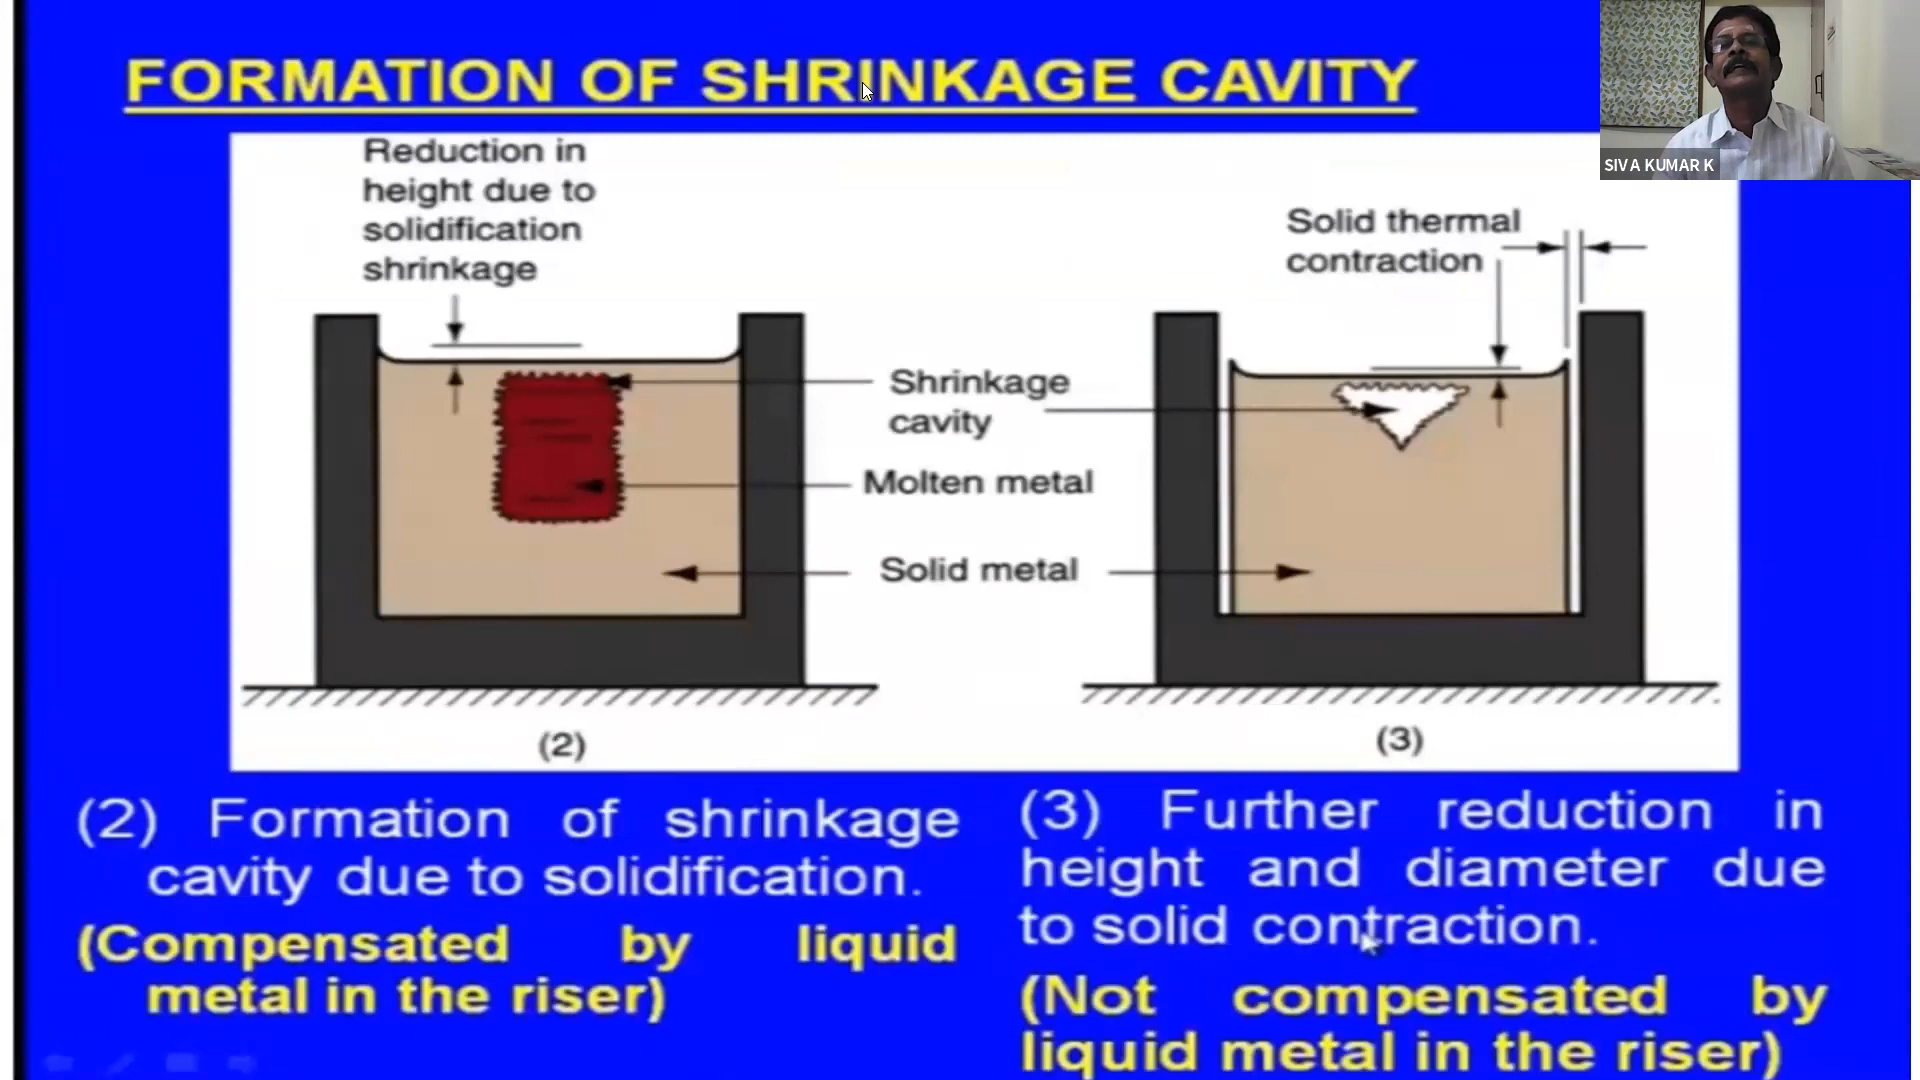 FORMATION OF SHRINKAGE CAVITY
SIVA KUMAR K
Reduction in
height due to
solidification
shrinkage
Solid thermal
contraction
Shrinkage
cavity
Molten metal
Solid metal
(2)
(3)
(2) Formation of shrinkage
cavity due to solidification.
(Compensated by liquid
metal in the riser)
(3) Further reduction in
height and diameter due
to solid contraction.
(Not compensated by
liquid metal in the riser)